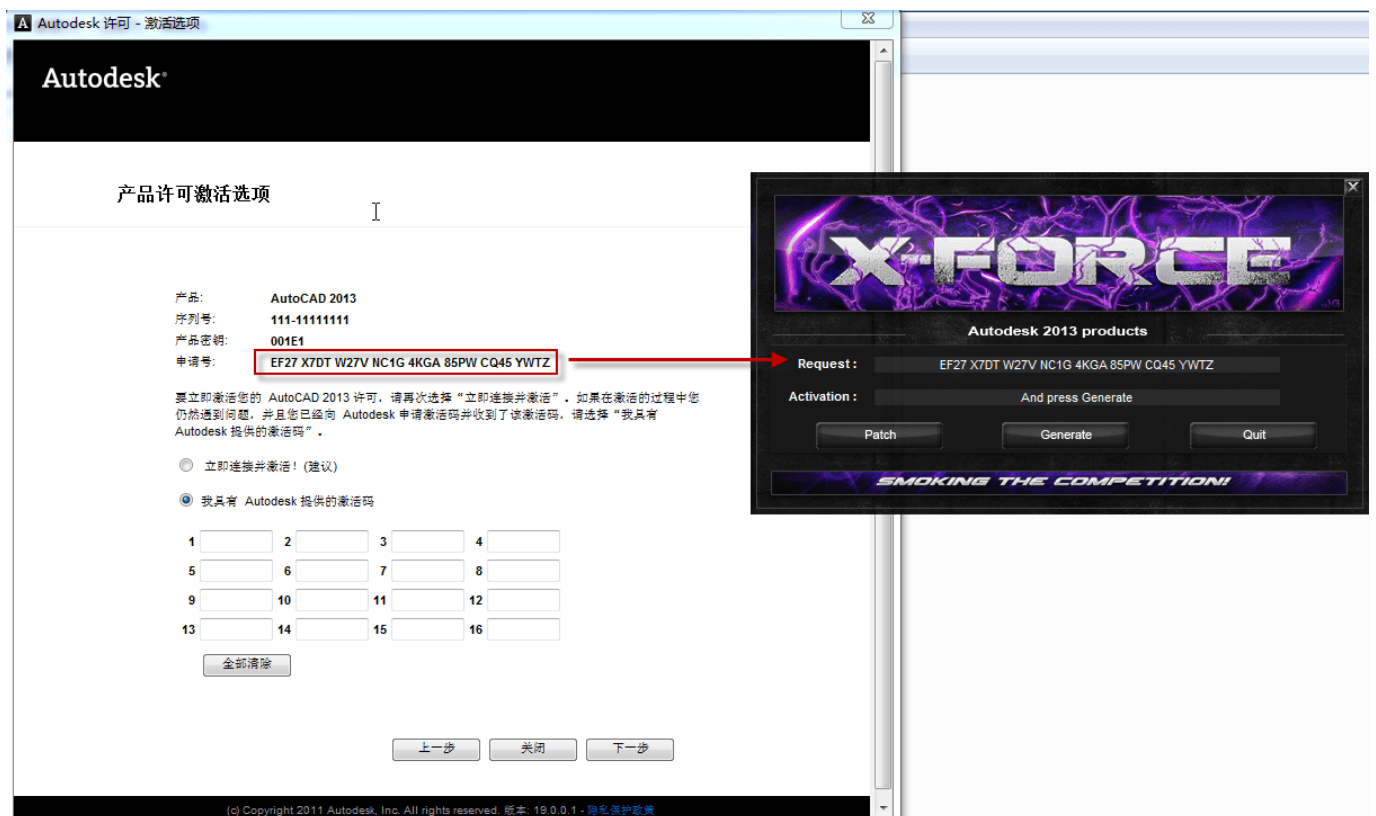 Autodesk 许可 - 激活选项
Autodesk
产品许可激活选项
产品: AutoCAD 2013
序列号: 111-11111111
产品密钥: 001E1
申请号: EF27 X7DT W27V NC1G 4KGA 85PW CQ45 YWTZ
要立即激活您的 AutoCAD 2013 许可，请再次选择“立即连接并激活”。如果在激活的过程中您
仍然遇到问题，并且您已经向 Autodesk 申请激活码并收到了该激活码，请选择“我具有
Autodesk 提供的激活码”。
立即连接并激活! (建议)
我具有 Autodesk 提供的激活码
1 2 3 4
5 6 7 8
9 10 11 12
13 14 15 16
全部清除
上一步 关闭 下一步
(c) Copyright 2011 Autodesk, Inc. All rights reserved. 版本: 19.0.0.1 - 隐私保护政策
X-FORCE
Autodesk 2013 products
Request: EF27 X7DT W27V NC1G 4KGA 85PW CQ45 YWTZ
Activation: And press Generate
Patch Generate Quit
SMOKING THE COMPETITION!